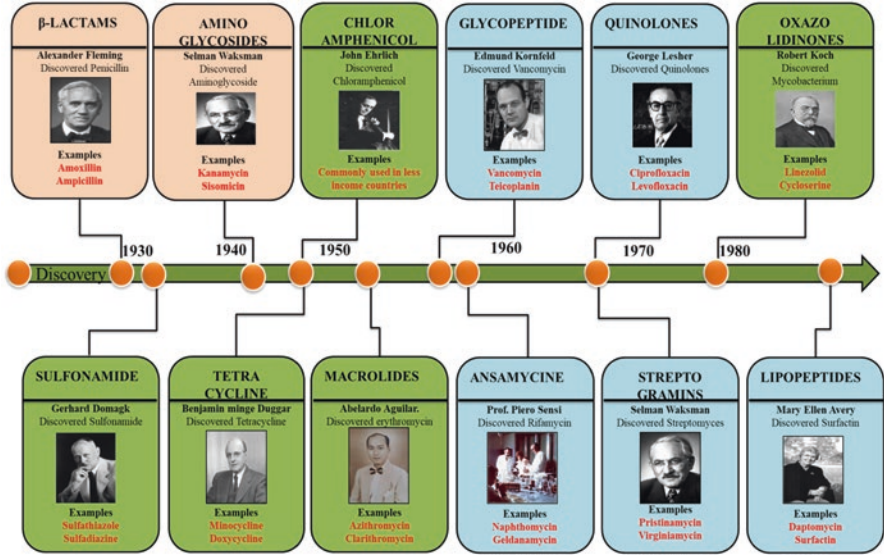 β-LACTAMS
Alexander Fleming
Discovered Penicillin
Examples
Amoxillin
Ampicillin
AMINO
GLYCOSIDES
Selman Waksman
Discovered
Aminoglycoside
Examples
Kanamycin
Sisomicin
CHLOR
AMPHENICOL
John Ehrlich
Discovered
Chloramphenicol
Examples
Commonly used in less
income countries
GLYCOPEPTIDE
Edmund Kornfeld
Discovered Vancomycin
Examples
Vancomycin
Teicoplanin
QUINOLONES
George Lesher
Discovered Quinolones
Examples
Ciprofloxacin
Levofloxacin
OXAZO
LIDINONES
Robert Koch
Discovered
Mycobacterium
Examples
Linezolid
Cycloserine
1930
1940
1950
1960
1970
1980
Discovery
SULFONAMIDE
Gerhard Domagk
Discovered Sulfonamide
Examples
Sulfathiazole
Sulfadiazine
TETRA
CYCLINE
Benjamin minge Duggar
Discovered Tetracycline
Examples
Minocycline
Doxycycline
MACROLIDES
Abelardo Aguilar.
Discovered erythromycin
Examples
Azithromycin
Clarithromycin
ANSAMYCINE
Prof. Piero Sensi
Discovered Rifamycin
Examples
Naphthomycin
Geldanamycin
STREPTO
GRAMINS
Selman Waksman
Discovered Streptomyces
Examples
Pristinamycin
Virginiamycin
LIPOPEPTIDES
Mary Ellen Avery
Discovered Surfactin
Examples
Daptomycin
Surfactin